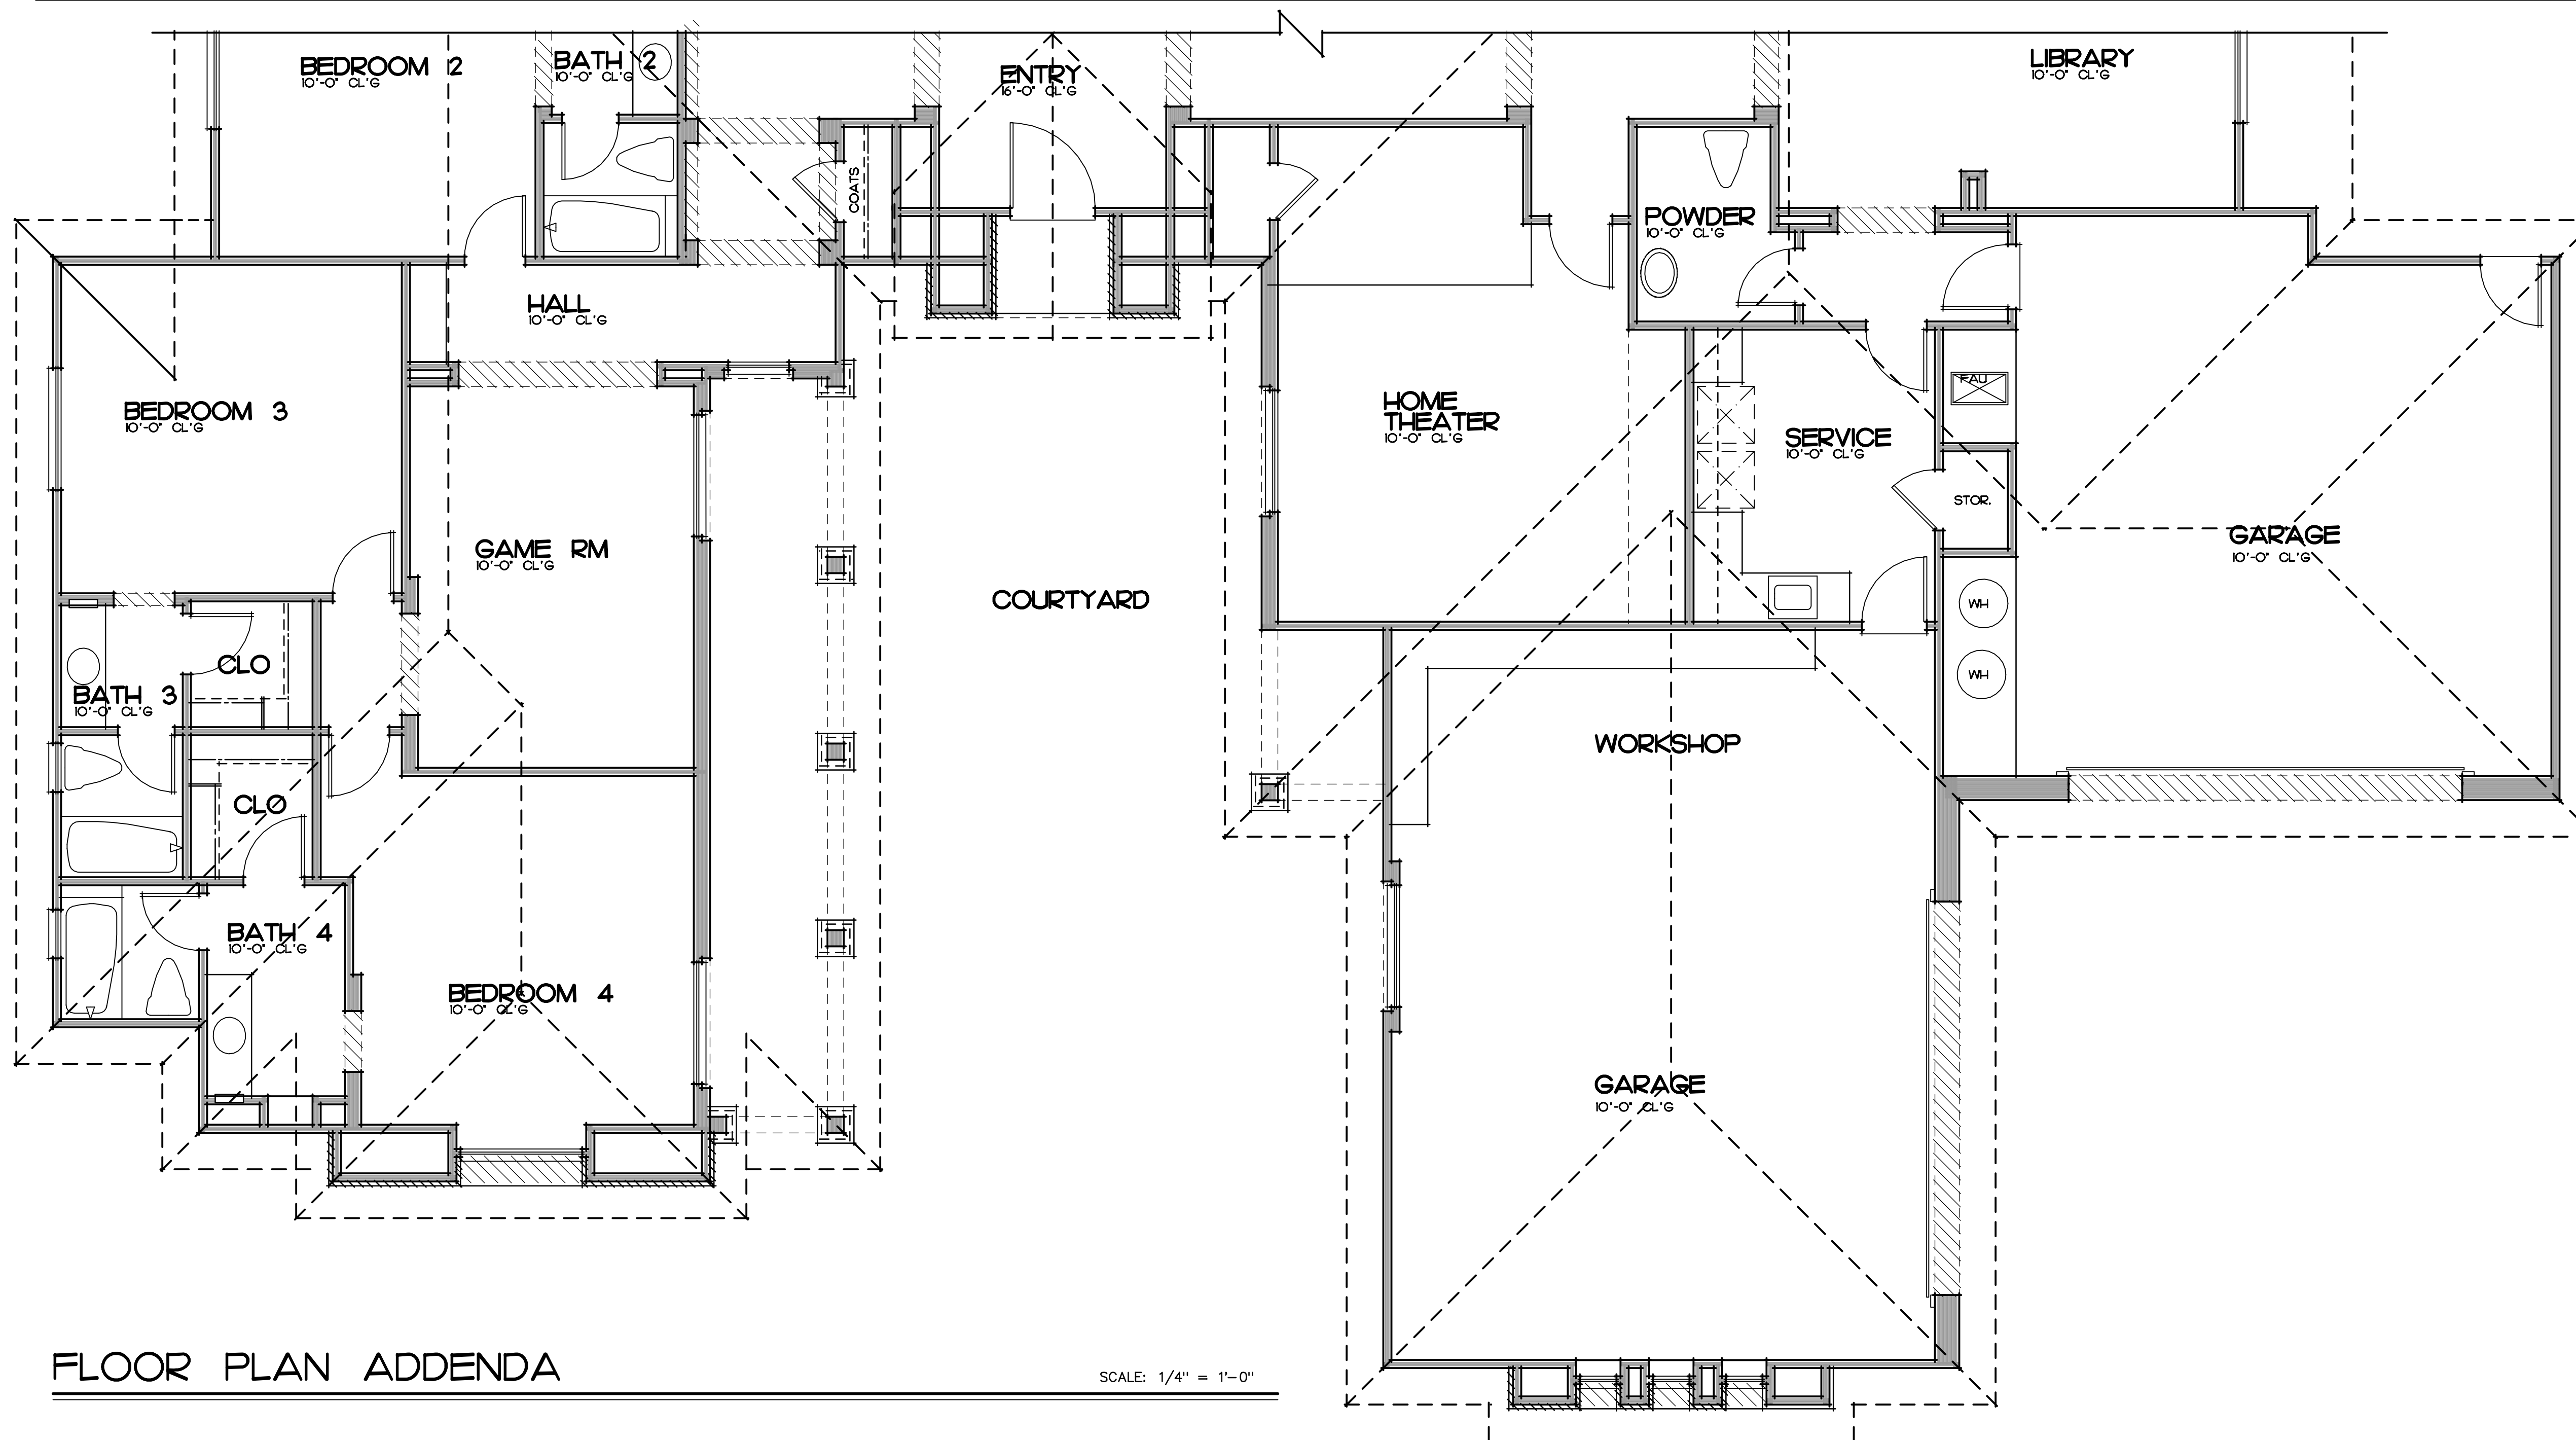 BEDROOM 2
10'-0" CL'G
BATH 2
10'-0" CL'G
ENTRY
16'-0" CL'G
LIBRARY
10'-0" CL'G
COATS
POWDER
10'-0" CL'G
HALL
10'-0" CL'G
BEDROOM 3
10'-0" CL'G
HOME
THEATER
10'-0" CL'G
FAU
SERVICE
10'-0" CL'G
STOR.
GAME RM
10'-0" CL'G
GARAGE
10'-0" CL'G
COURTYARD
WH
WH
CLO
BATH 3
10'-0" CL'G
WORKSHOP
CLO
BATH 4
10'-0" CL'G
BEDROOM 4
10'-0" CL'G
GARAGE
10'-0" CL'G
FLOOR PLAN ADDENDA
SCALE: 1/4" = 1'-0"